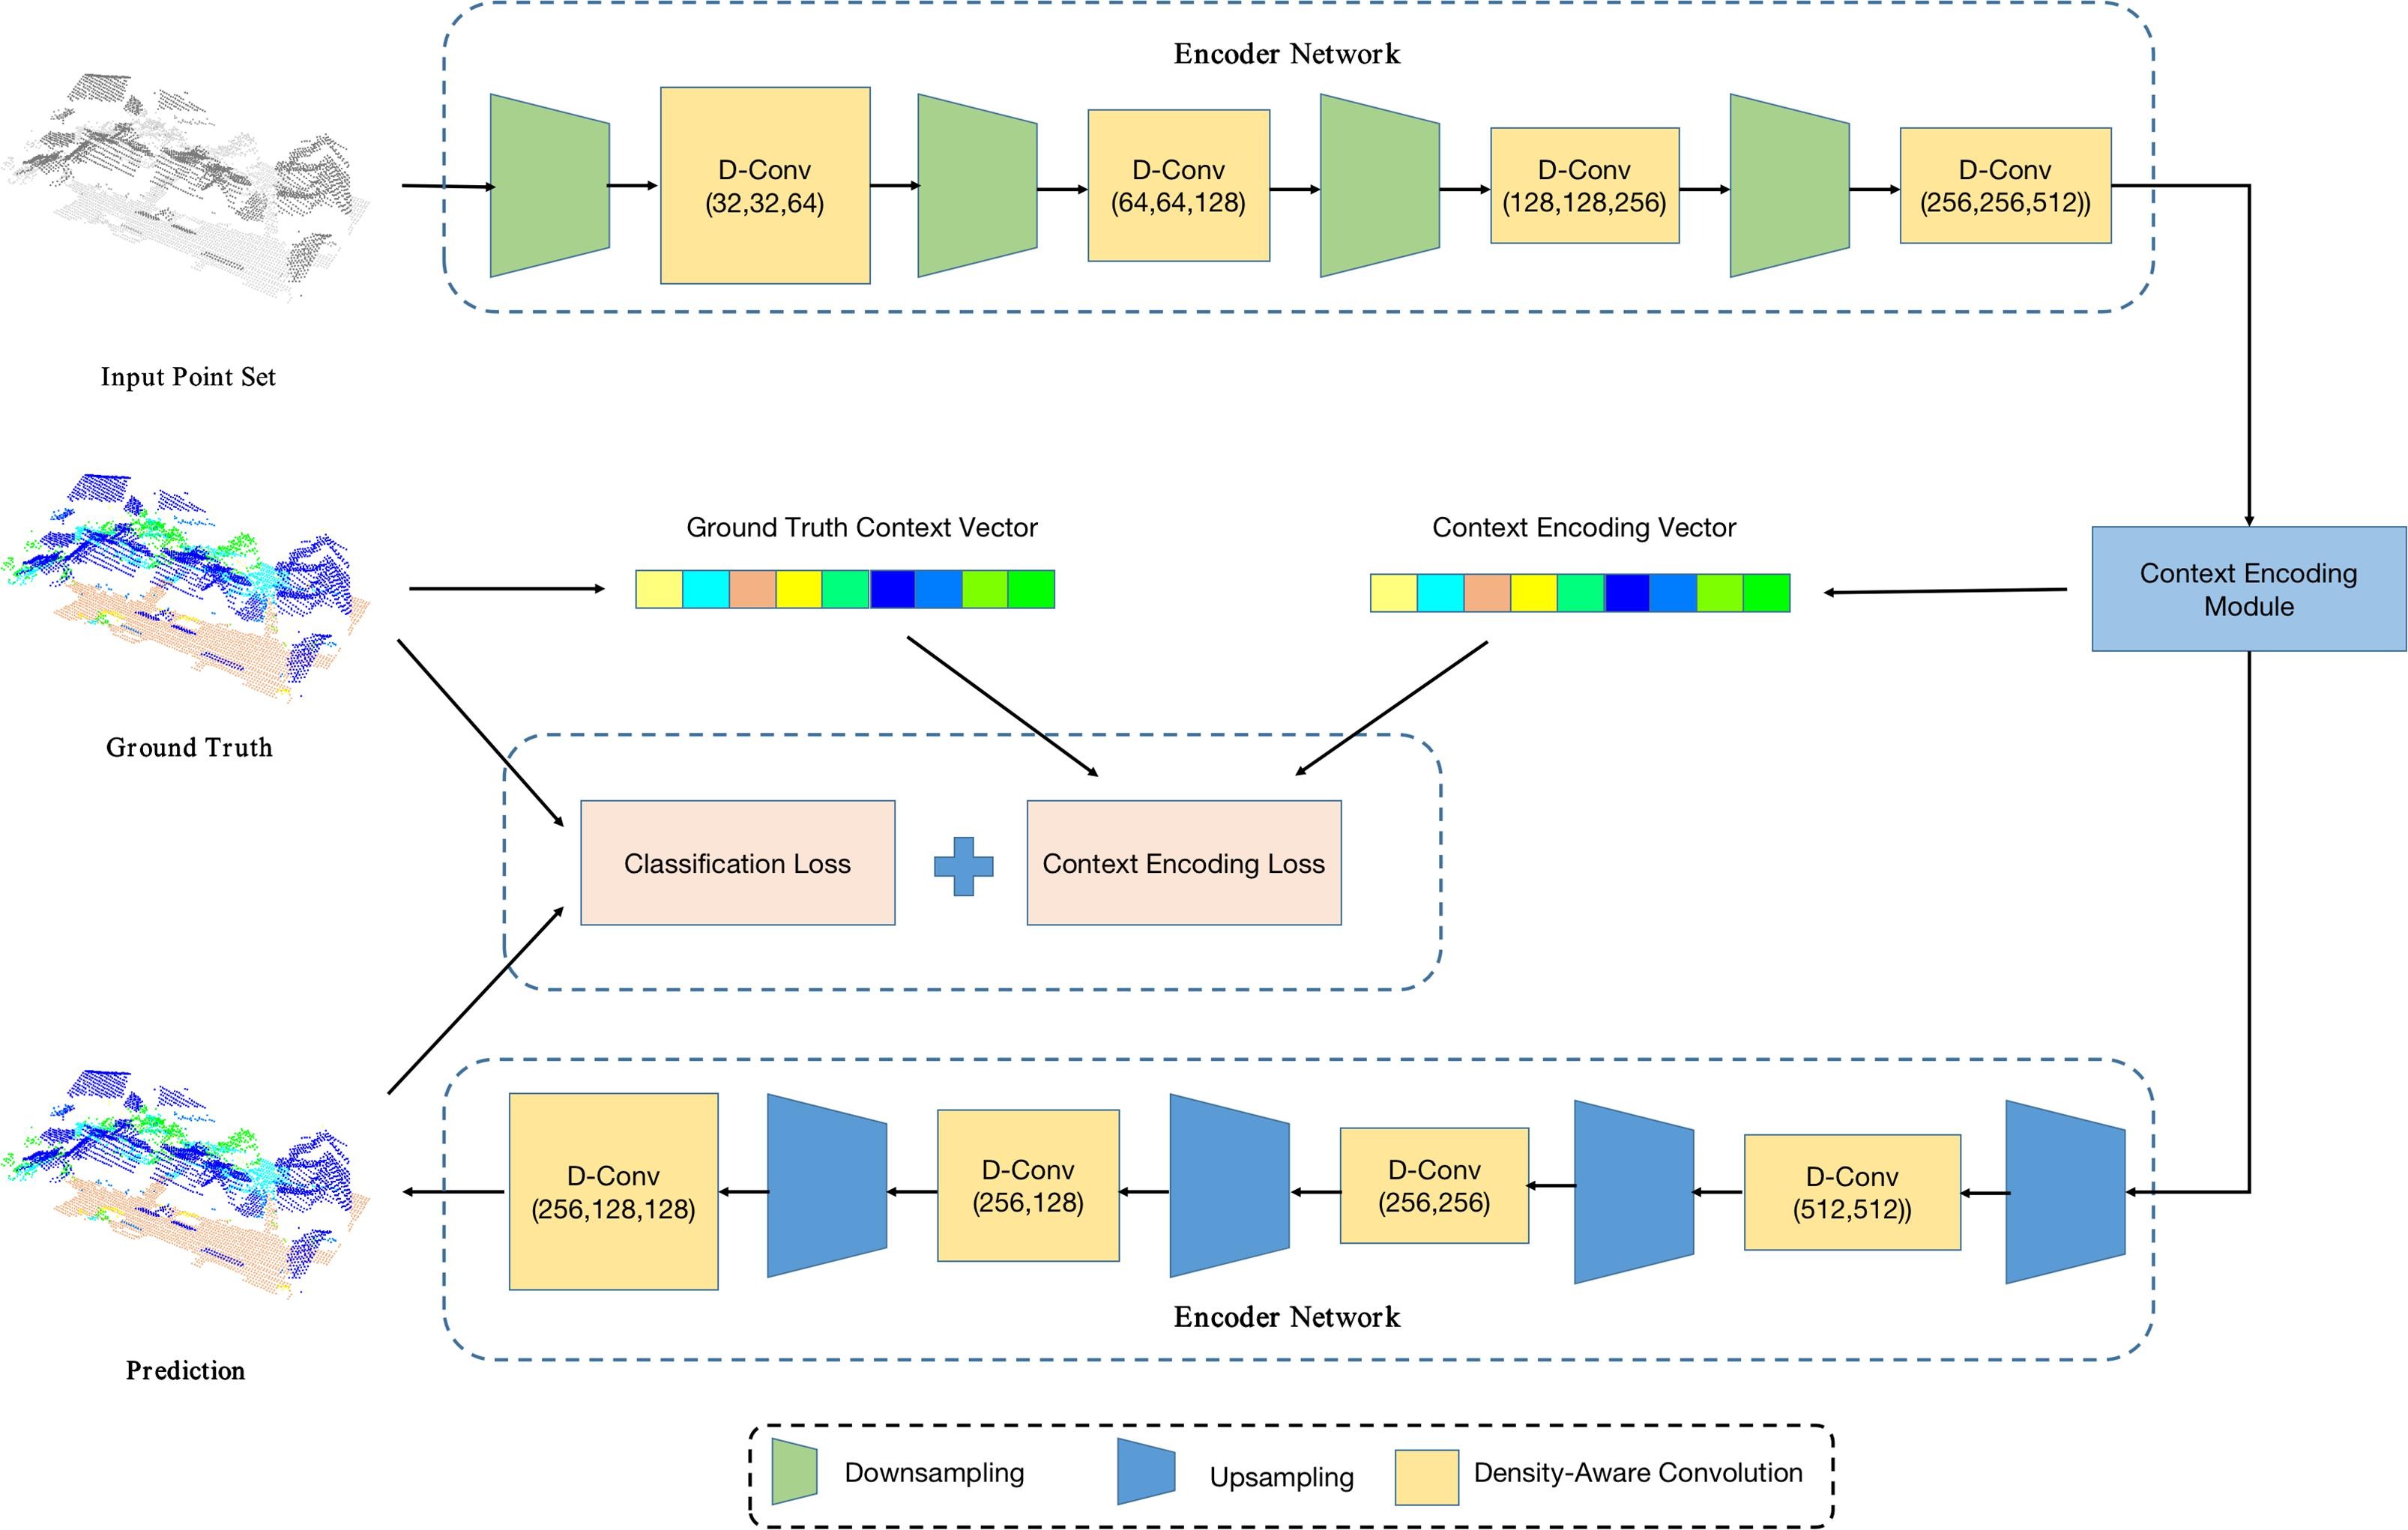 Encoder Network
D-Conv
(32,32,64)
D-Conv
(64,64,128)
D-Conv
(128,128,256)
D-Conv
(256,256,512))
Input Point Set
Ground Truth Context Vector
Context Encoding Vector
Context Encoding
Module
Ground Truth
Classification Loss
Context Encoding Loss
D-Conv
(256,128,128)
D-Conv
(256,128)
D-Conv
(256,256)
D-Conv
(512,512))
Encoder Network
Prediction
Downsampling
Upsampling
Density-Aware Convolution